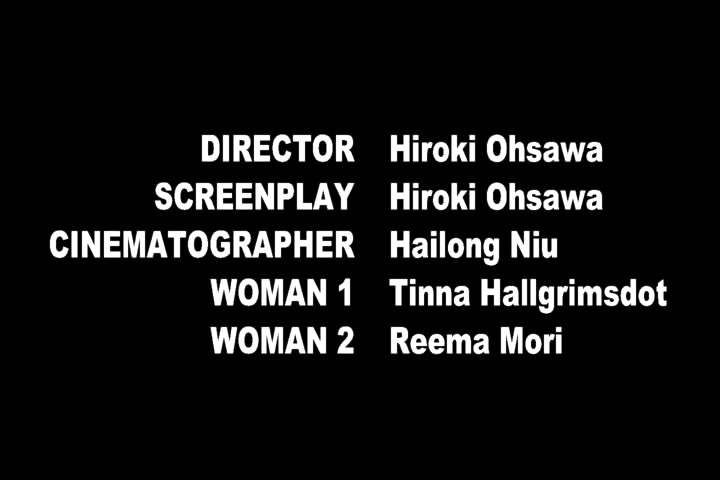 DIRECTOR Hiroki Ohsawa
SCREENPLAY Hiroki Ohsawa
CINEMATOGRAPHER Hailong Niu
WOMAN 1 Tinna Hallgrimsdot
WOMAN 2 Reema Mori